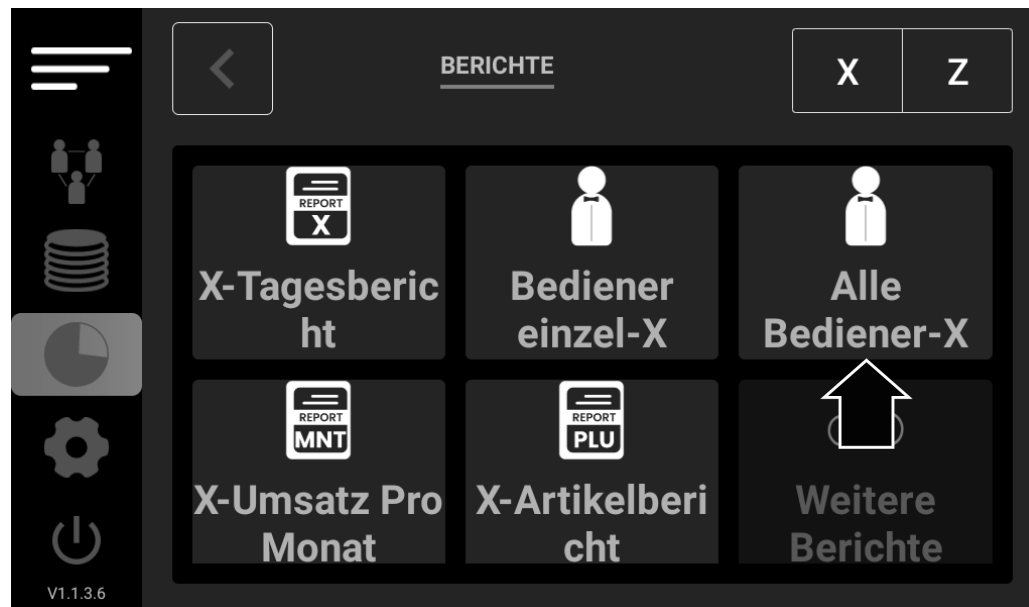 BERICHTE
X
Z
REPORT
X
X-Tagesberic
ht
Bediener
einzel-X
Alle
Bediener-X
REPORT
MNT
X-Umsatz Pro
Monat
REPORT
PLU
X-Artikelberi
cht
Weitere
Berichte
V1.1.3.6